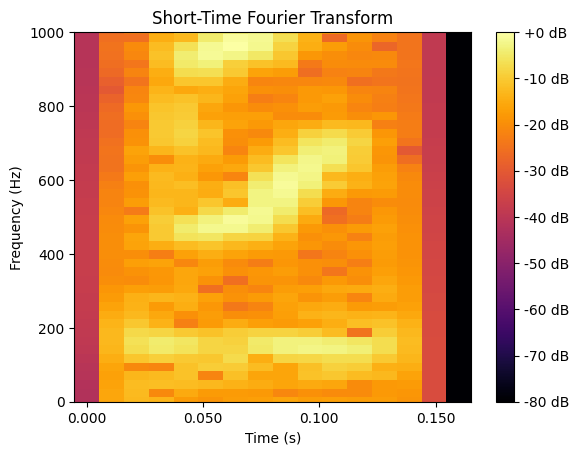 Short-Time Fourier Transform
1000
800
600
400
200
0
Frequency (Hz)
0.000
0.050
0.100
0.150
Time (s)
+0 dB
-10 dB
-20 dB
-30 dB
-40 dB
-50 dB
-60 dB
-70 dB
-80 dB